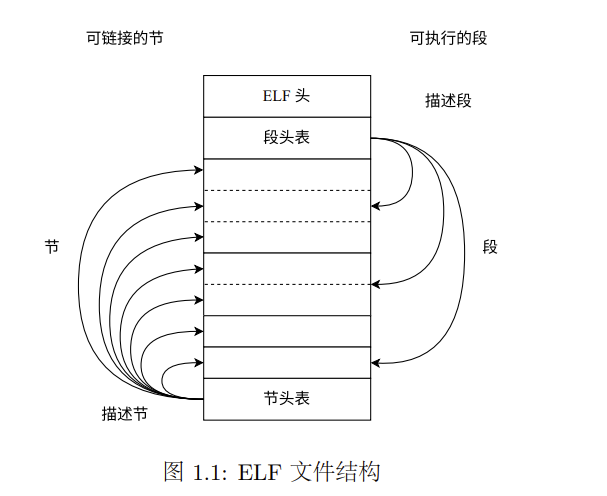 可链接的节
可执行的段
ELF 头
描述段
段头表
节
段
节头表
描述节
图 1.1: ELF 文件结构